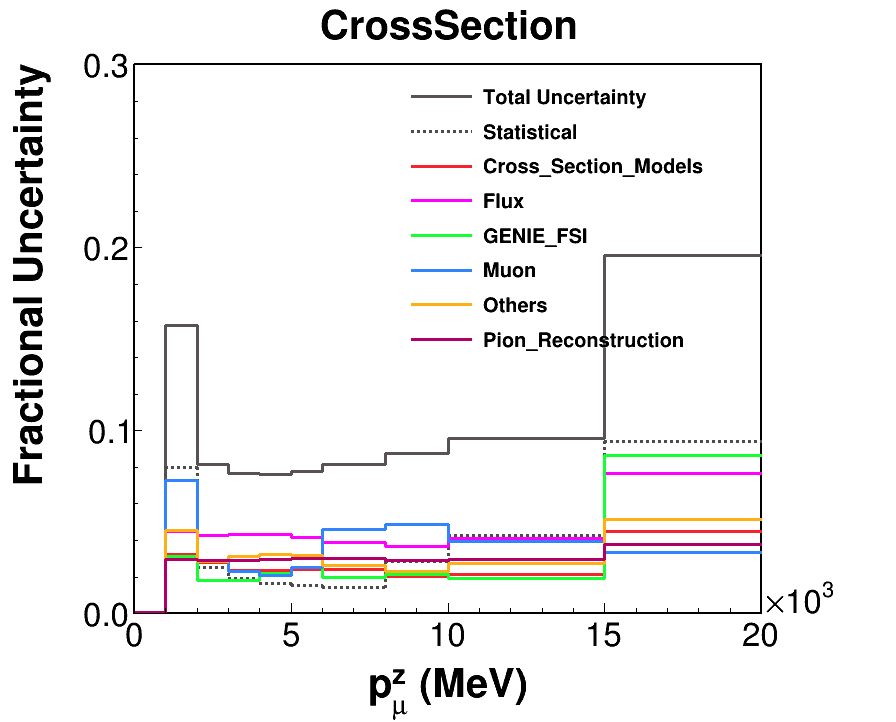 CrossSection
Fractional Uncertainty
0.3
0.2
0.1
0.0
Total Uncertainty
Statistical
Cross_Section_Models
Flux
GENIE_FSI
Muon
Others
Pion_Reconstruction
0 5 10 15 20
×10³
p_μ^z (MeV)